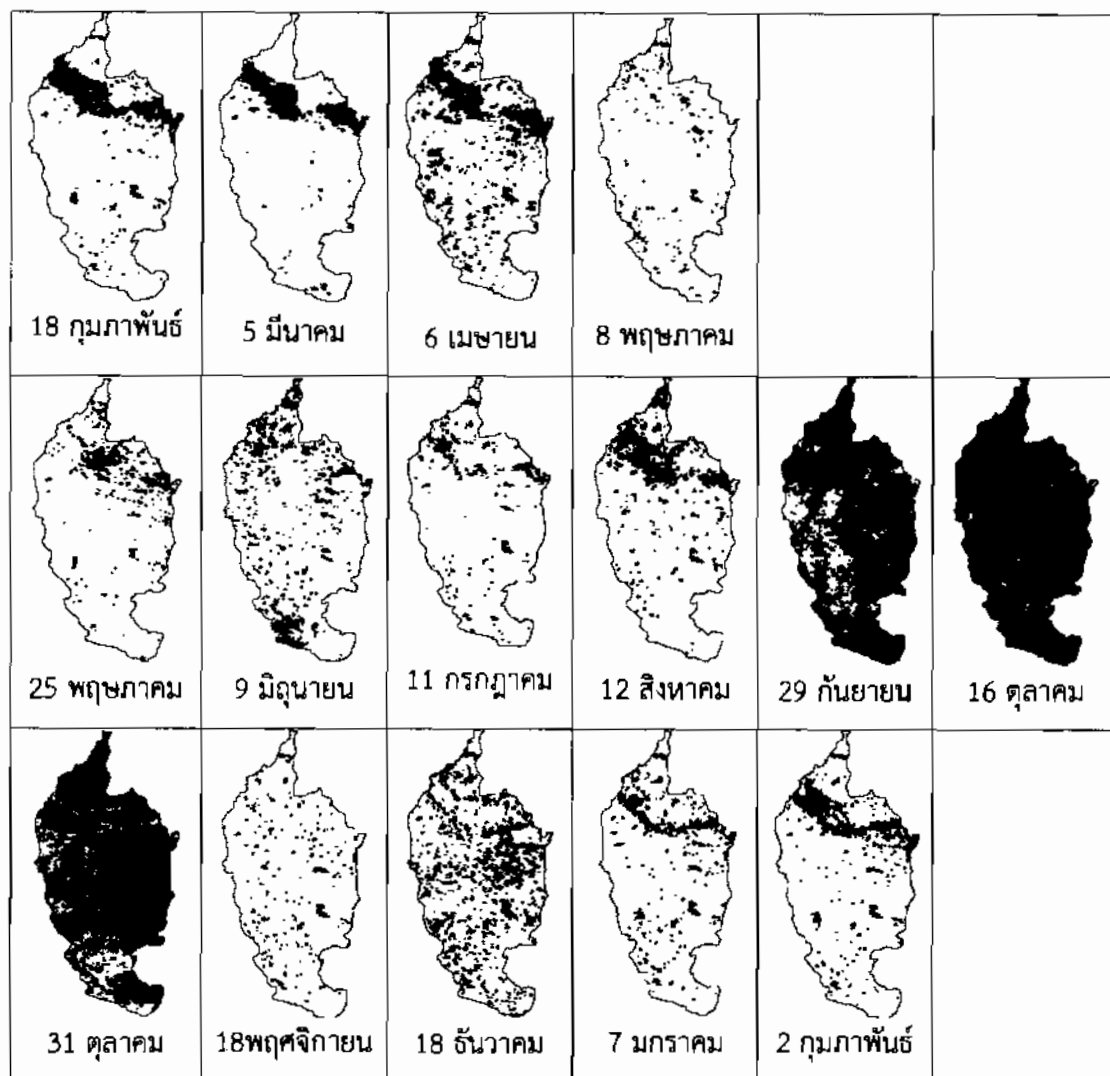 18 กุมภาพันธ์
5 มีนาคม
6 เมษายน
8 พฤษภาคม
25 พฤษภาคม
9 มิถุนายน
11 กรกฎาคม
12 สิงหาคม
29 กันยายน
16 ตุลาคม
31 ตุลาคม
18พฤศจิกายน
18 ธันวาคม
7 มกราคม
2 กุมภาพันธ์